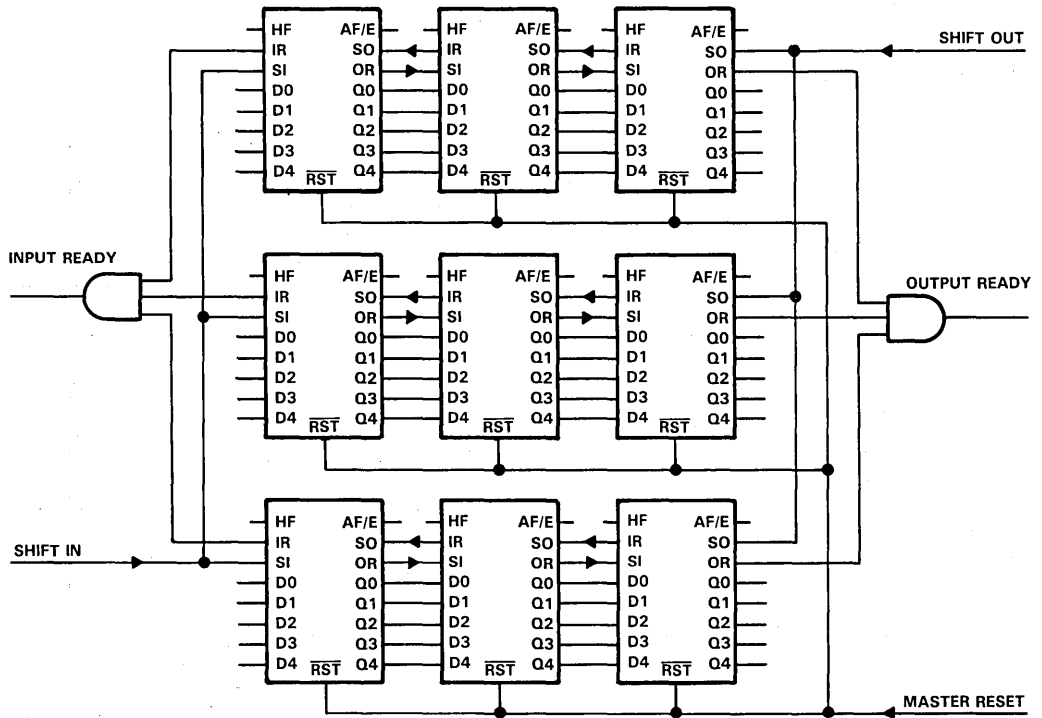 HF AF/E HF AF/E HF AF/E
IR SO IR SO IR SO SHIFT OUT
SI OR SI OR SI OR
D0 Q0 D0 Q0 D0 Q0
D1 Q1 D1 Q1 D1 Q1
D2 Q2 D2 Q2 D2 Q2
D3 Q3 D3 Q3 D3 Q3
D4 Q4 D4 Q4 D4 Q4
RST RST RST
INPUT READY
HF AF/E HF AF/E HF AF/E
OUTPUT READY
IR SO IR SO IR SO
SI OR SI OR SI OR
D0 Q0 D0 Q0 D0 Q0
D1 Q1 D1 Q1 D1 Q1
D2 Q2 D2 Q2 D2 Q2
D3 Q3 D3 Q3 D3 Q3
D4 Q4 D4 Q4 D4 Q4
RST RST RST
HF AF/E HF AF/E HF AF/E
IR SO IR SO IR SO
SHIFT IN
SI OR SI OR SI OR
D0 Q0 D0 Q0 D0 Q0
D1 Q1 D1 Q1 D1 Q1
D2 Q2 D2 Q2 D2 Q2
D3 Q3 D3 Q3 D3 Q3
D4 Q4 D4 Q4 D4 Q4
RST RST RST
MASTER RESET